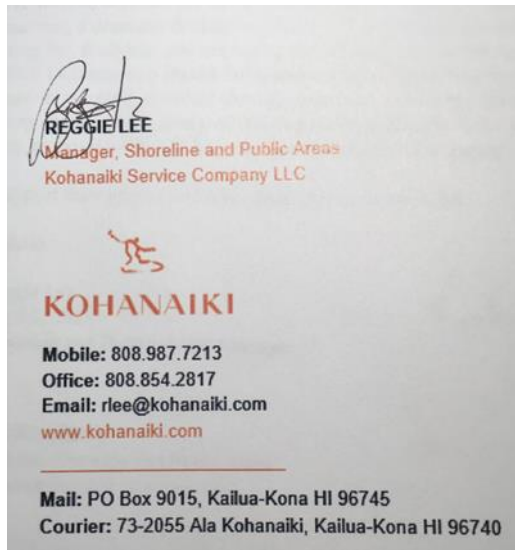 REGGIE LEE
Manager, Shoreline and Public Areas
Kohanaiki Service Company LLC
KOHANAIKI
Mobile: 808.987.7213
Office: 808.854.2817
Email: rlee@kohanaiki.com
www.kohanaiki.com
Mail: PO Box 9015, Kailua-Kona HI 96745
Courier: 73-2055 Ala Kohanaiki, Kailua-Kona HI 96740